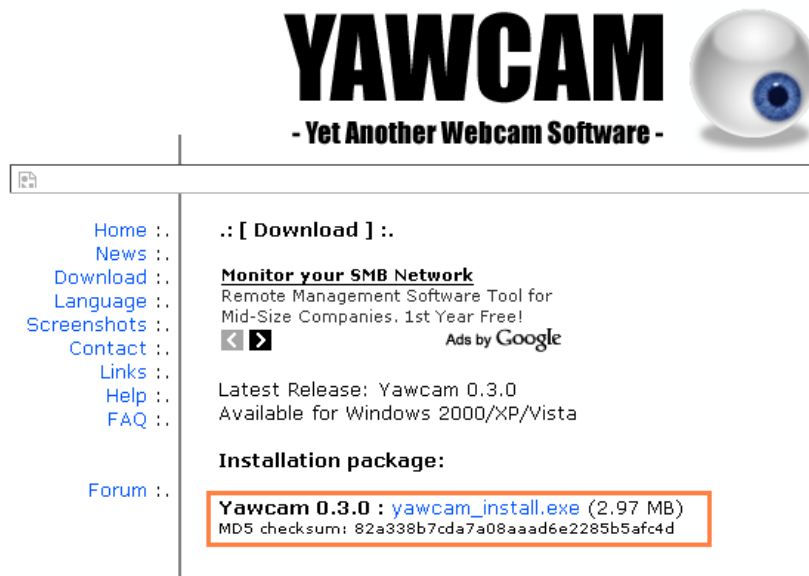 YAWCAM
- Yet Another Webcam Software -
Home :.
News :.
Download :.
Language :.
Screenshots :.
Contact :.
Links :.
Help :.
FAQ :.
Forum :.
.: [ Download ] :.
Monitor your SMB Network
Remote Management Software Tool for
Mid-Size Companies. 1st Year Free!
Ads by Google
Latest Release: Yawcam 0.3.0
Available for Windows 2000/XP/Vista
Installation package:
Yawcam 0.3.0 : yawcam_install.exe (2.97 MB)
MD5 checksum: 82a338b7cda7a08aaad6e2285b5afc4d